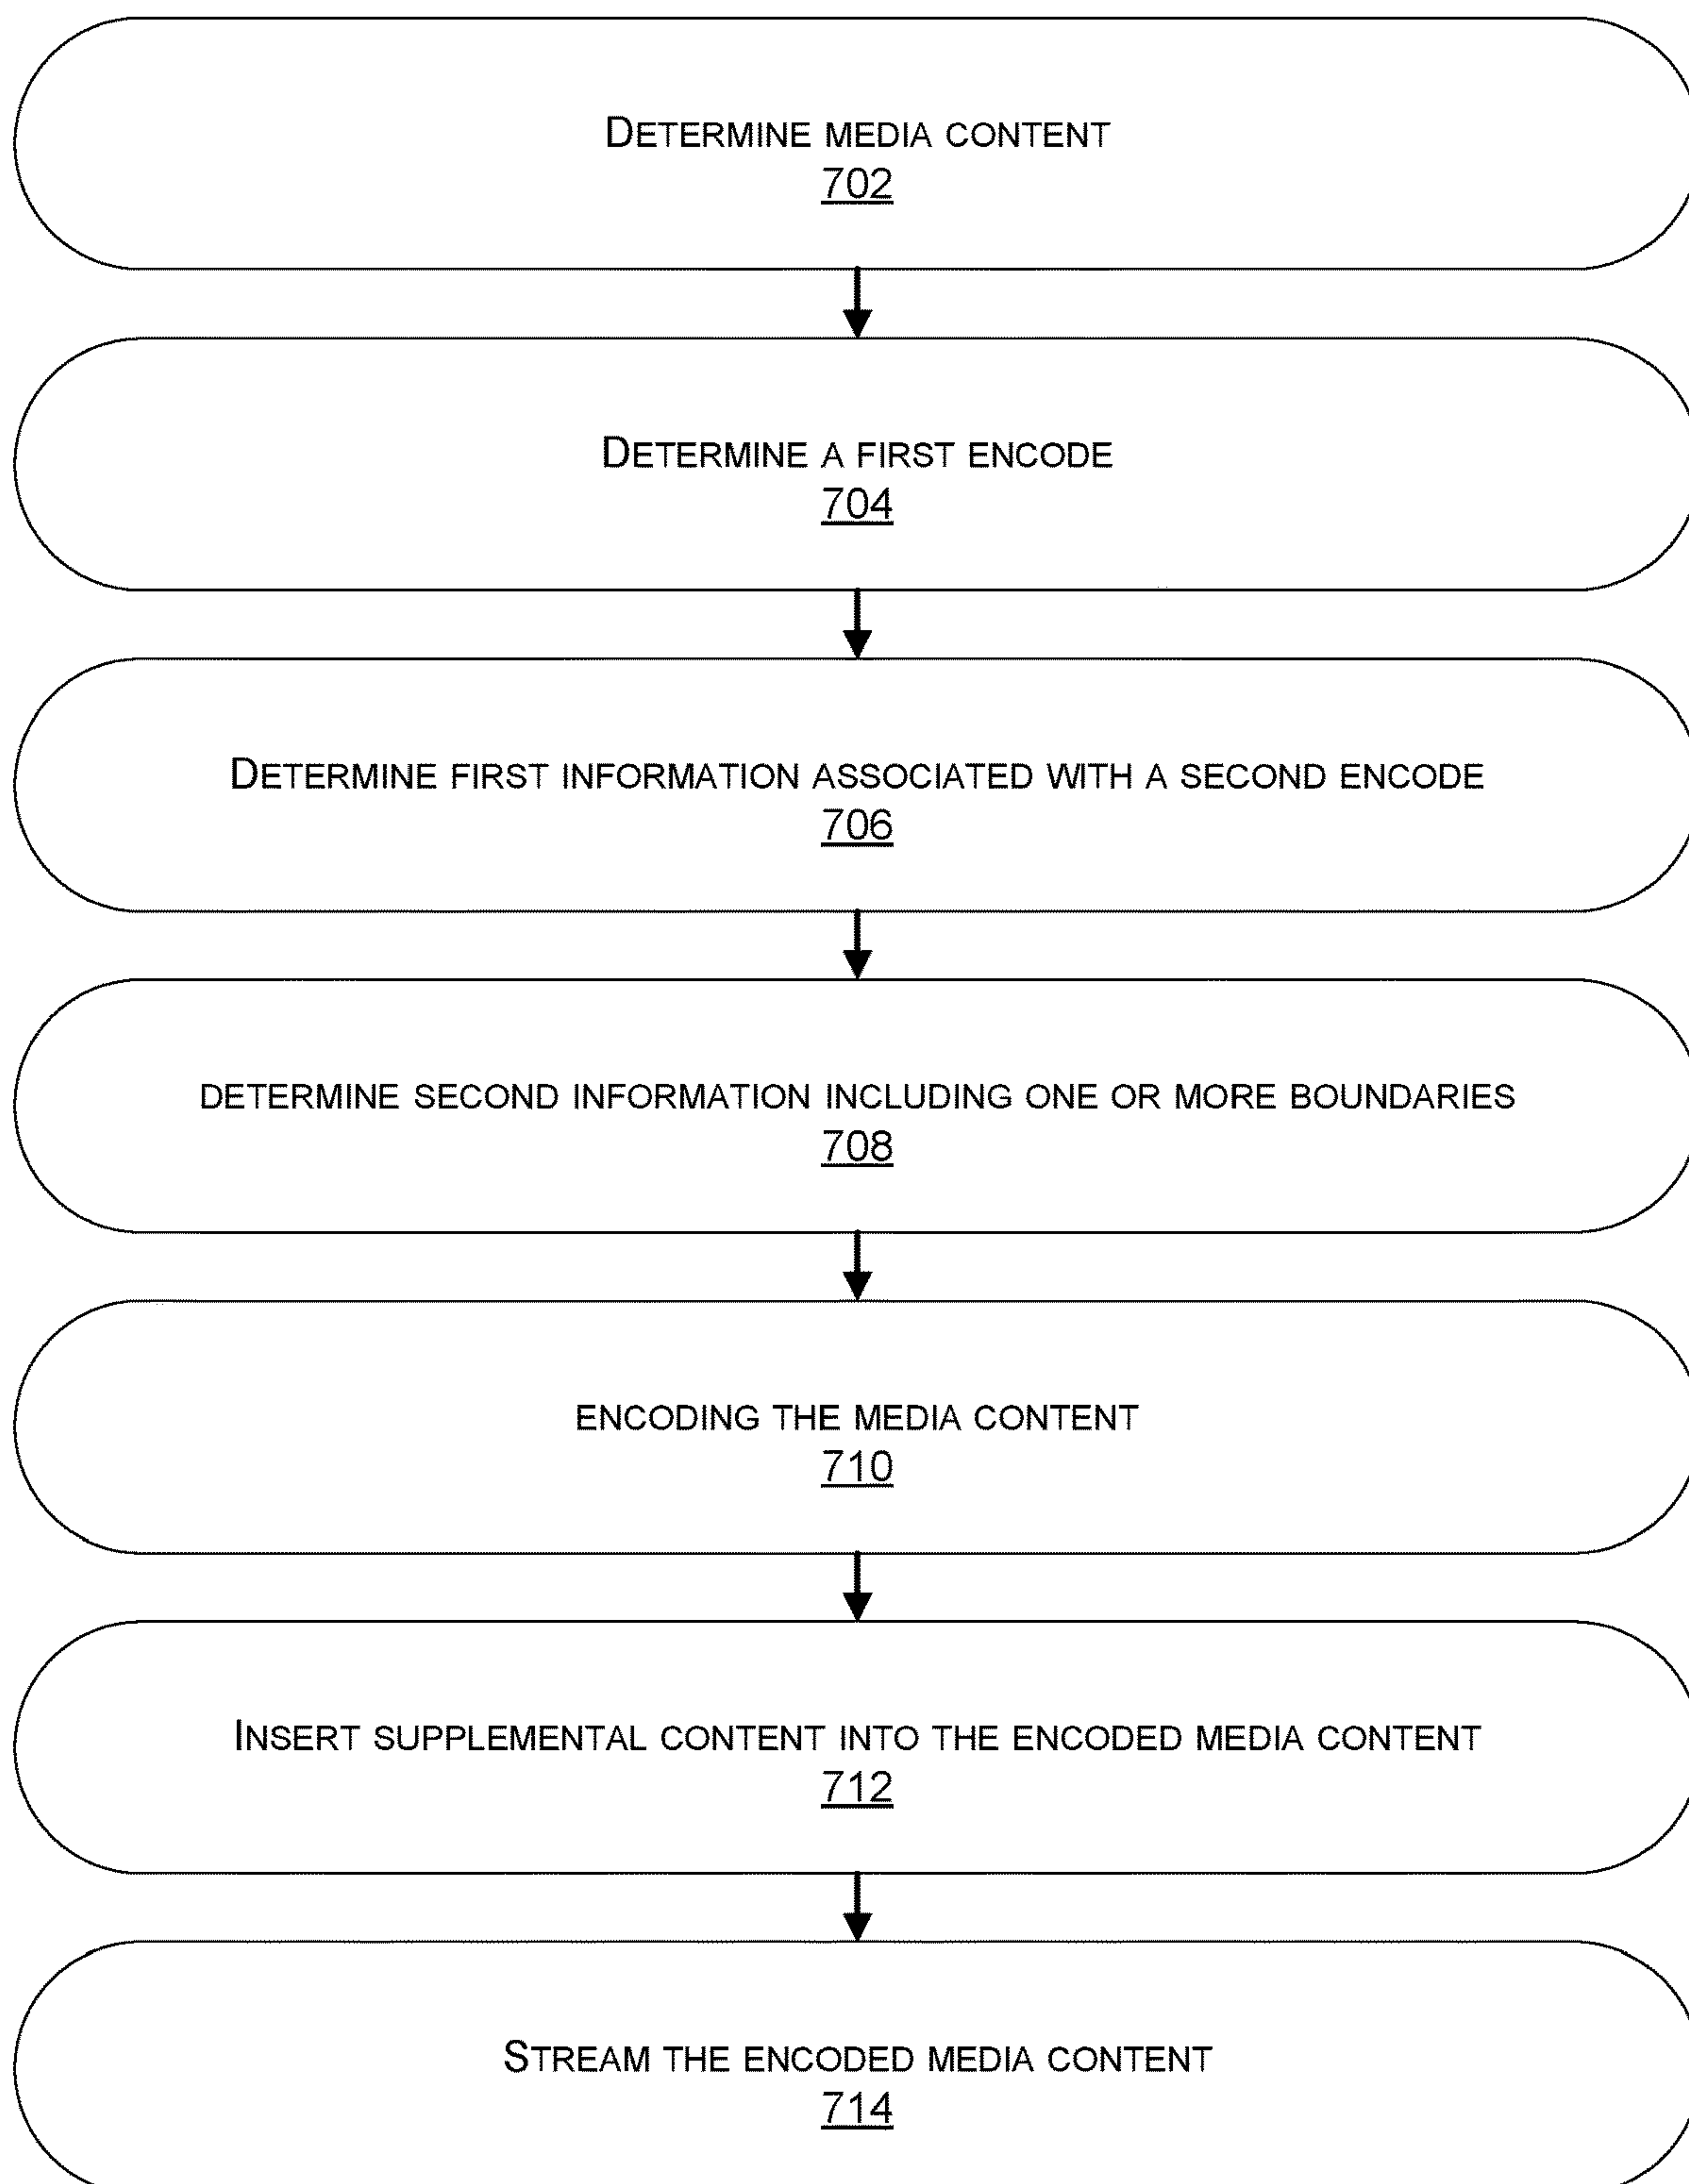 DETERMINE MEDIA CONTENT
702
DETERMINE A FIRST ENCODE
704
DETERMINE FIRST INFORMATION ASSOCIATED WITH A SECOND ENCODE
706
DETERMINE SECOND INFORMATION INCLUDING ONE OR MORE BOUNDARIES
708
ENCODING THE MEDIA CONTENT
710
INSERT SUPPLEMENTAL CONTENT INTO THE ENCODED MEDIA CONTENT
712
STREAM THE ENCODED MEDIA CONTENT
714